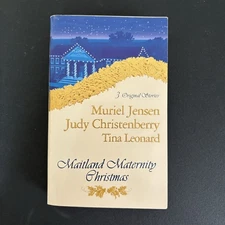 3 Original Stories
Muriel Jensen
Judy Christenberry
Tina Leonard
Maitland Maternity
Christmas